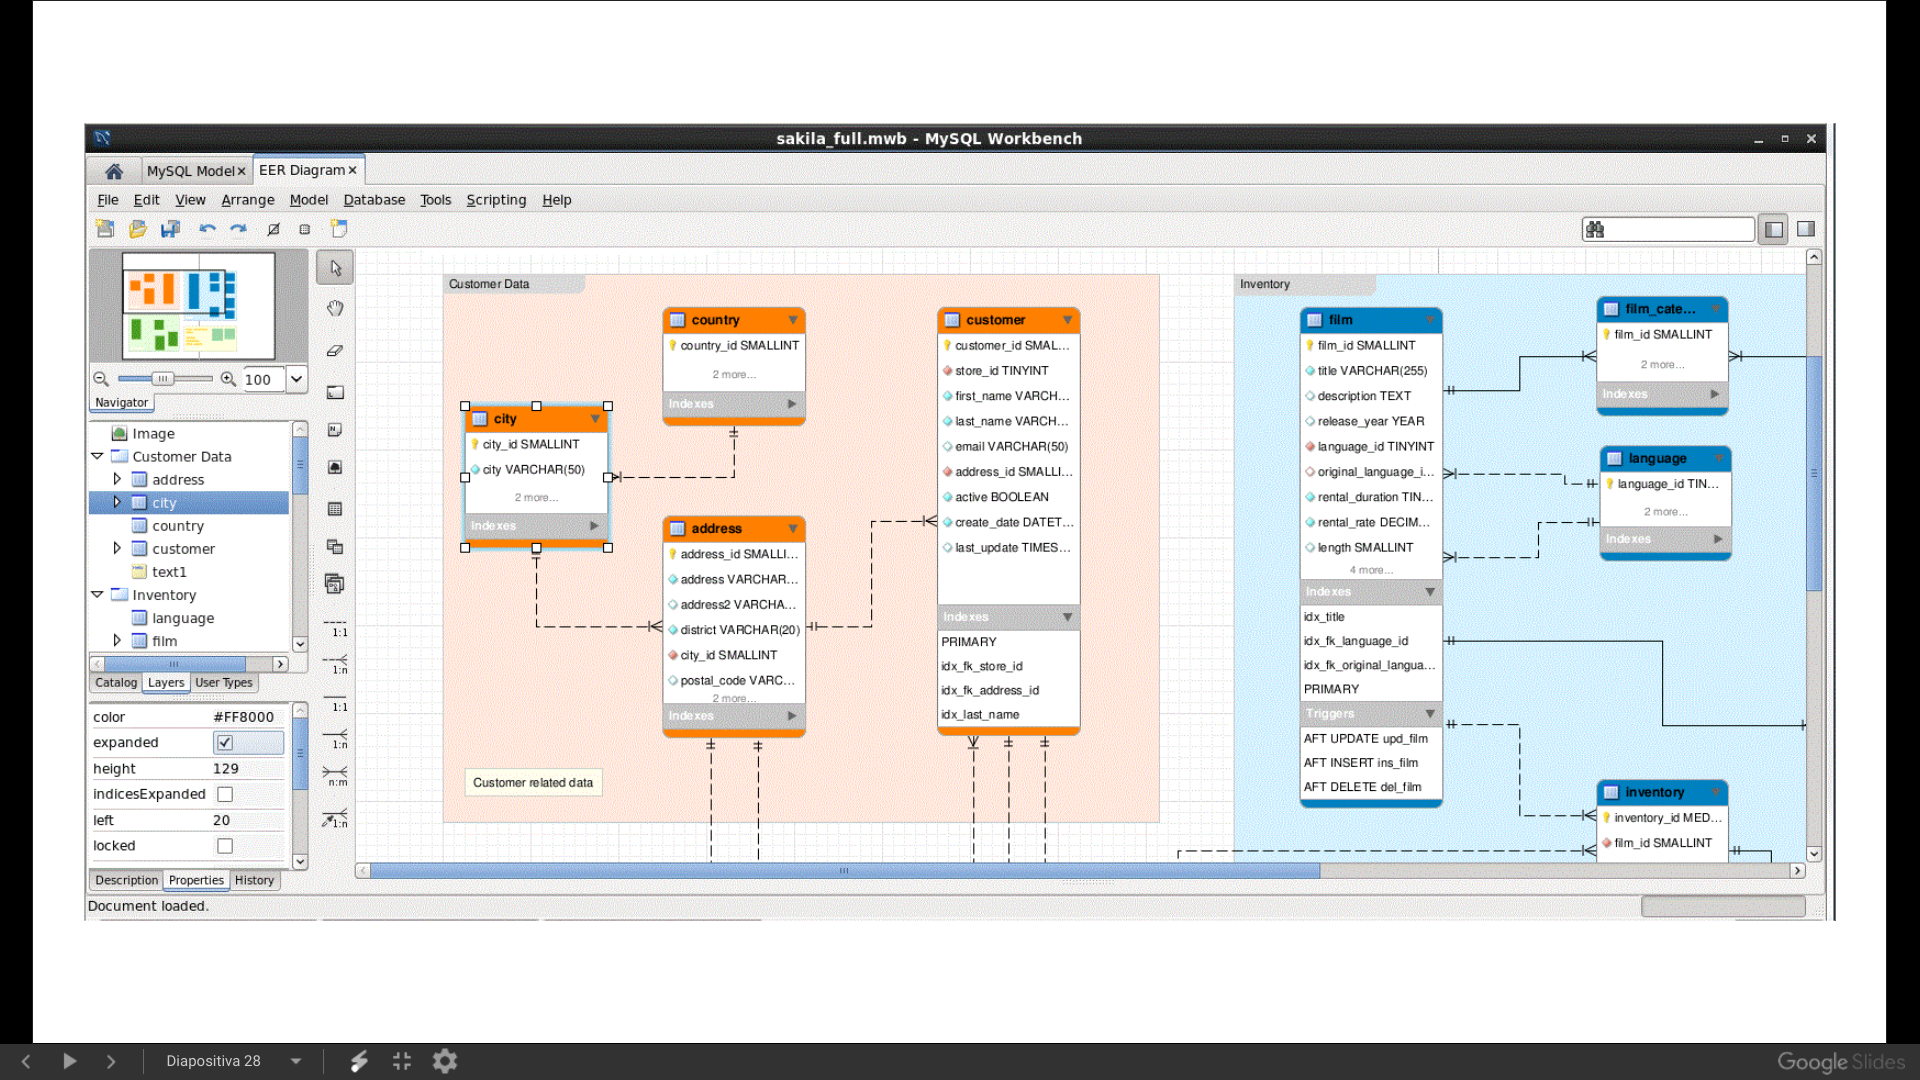 sakila_full.mwb - MySQL Workbench
MySQL Model
EER Diagram
File Edit View Arrange Model Database Tools Scripting Help
100
Navigator
Image
Customer Data
address
city
country
customer
text1
Inventory
language
film
Catalog Layers User Types
color #FF8000
expanded
height 129
indicesExpanded
left 20
locked
Description Properties History
Document loaded.
1:1
1:n
1:1
1:n
n:m
1:n
Customer Data
country
country_id SMALLINT
2 more...
Indexes
city
city_id SMALLINT
city VARCHAR(50)
2 more...
Indexes
address
address_id SMALLI...
address VARCHAR...
address2 VARCHA...
district VARCHAR(20)
city_id SMALLINT
postal_code VARC...
2 more...
Indexes
Customer related data
customer
customer_id SMAL...
store_id TINYINT
first_name VARCH...
last_name VARCH...
email VARCHAR(50)
address_id SMALLI...
active BOOLEAN
create_date DATET...
last_update TIMES...
Indexes
PRIMARY
idx_fk_store_id
idx_fk_address_id
idx_last_name
Inventory
film
film_id SMALLINT
title VARCHAR(255)
description TEXT
release_year YEAR
language_id TINYINT
original_language_i...
rental_duration TIN...
rental_rate DECIM...
length SMALLINT
4 more...
Indexes
idx_title
idx_fk_language_id
idx_fk_original_langua...
PRIMARY
Triggers
AFT UPDATE upd_film
AFT INSERT ins_film
AFT DELETE del_film
film_cate...
film_id SMALLINT
2 more...
Indexes
language
language_id TIN...
2 more...
Indexes
inventory
inventory_id MED...
film_id SMALLINT
Diapositiva 28
Google Slides